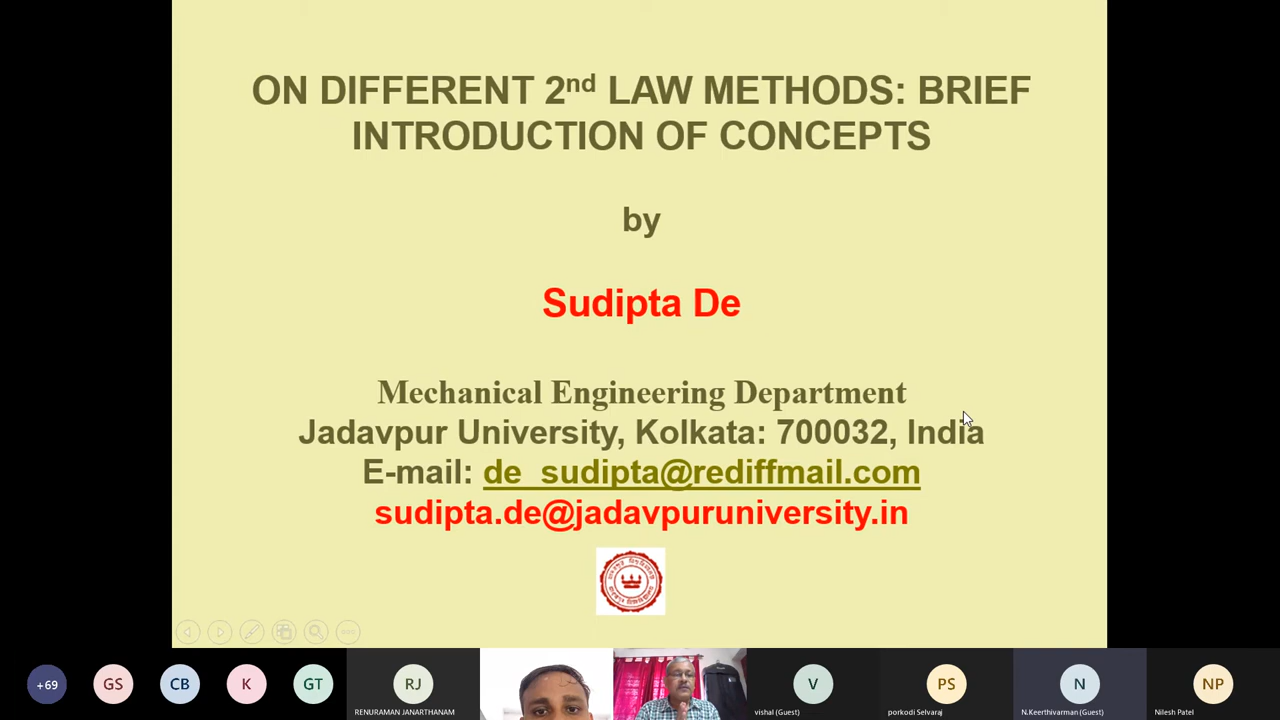 ON DIFFERENT 2nd LAW METHODS: BRIEF
INTRODUCTION OF CONCEPTS
by
Sudipta De
Mechanical Engineering Department
Jadavpur University, Kolkata: 700032, India
E-mail: de_sudipta@rediffmail.com
sudipta.de@jadavpuruniversity.in
+69
GS
CB
K
GT
RJ
RENURAMAN JANARTHANAM
V
vishal (Guest)
PS
porkodi Selvaraj
N
N.Keerthivarman (Guest)
NP
Nilesh Patel